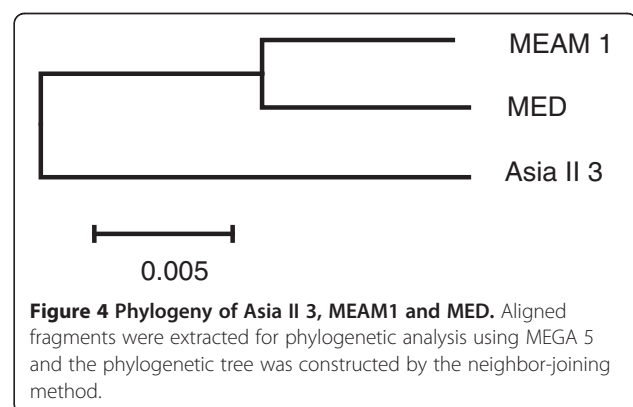 MEAM 1
MED
Asia II 3
0.005
Figure 4 Phylogeny of Asia II 3, MEAM1 and MED. Aligned
fragments were extracted for phylogenetic analysis using MEGA 5
and the phylogenetic tree was constructed by the neighbor-joining
method.